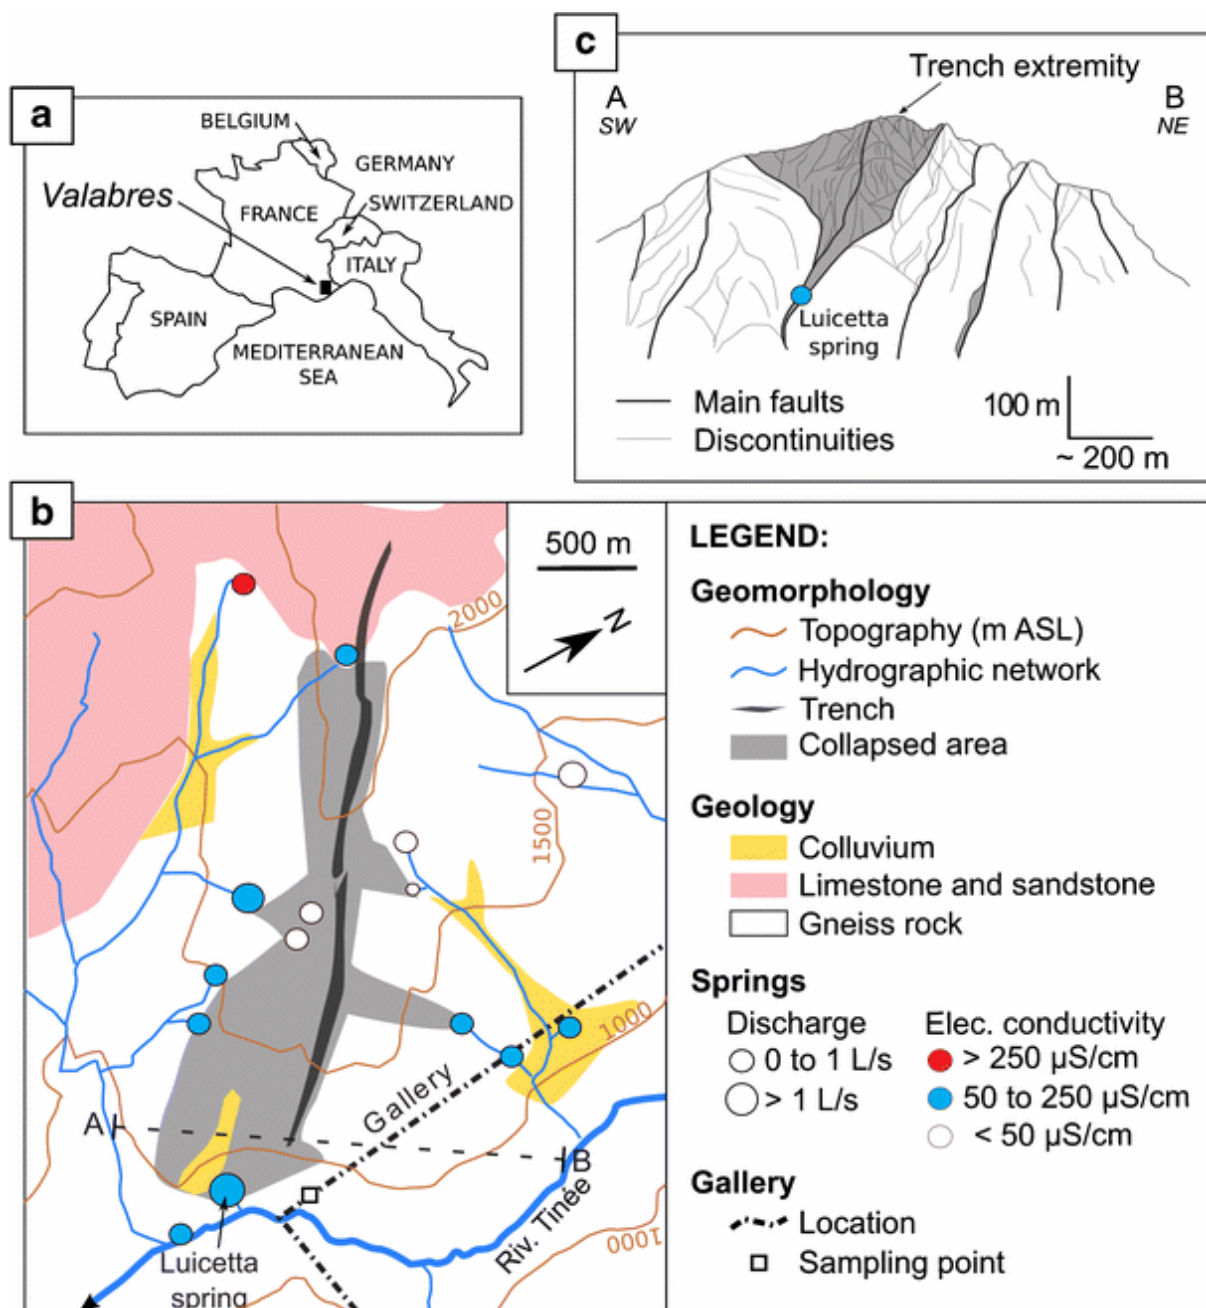 a
BELGIUM
GERMANY
Valabres
SWITZERLAND
FRANCE
ITALY
SPAIN
MEDITERRANEAN
SEA
c
Trench extremity
A
SW
B
NE
Luicetta
spring
Main faults
Discontinuities
100 m
~ 200 m
b
500 m
N
2000
1500
1000
Gallery
A
B
Riv. Tinée
1000
Luicetta
spring
LEGEND:
Geomorphology
Topography (m ASL)
Hydrographic network
Trench
Collapsed area
Geology
Colluvium
Limestone and sandstone
Gneiss rock
Springs
Discharge
0 to 1 L/s
> 1 L/s
Elec. conductivity
> 250 µS/cm
50 to 250 µS/cm
< 50 µS/cm
Gallery
Location
Sampling point